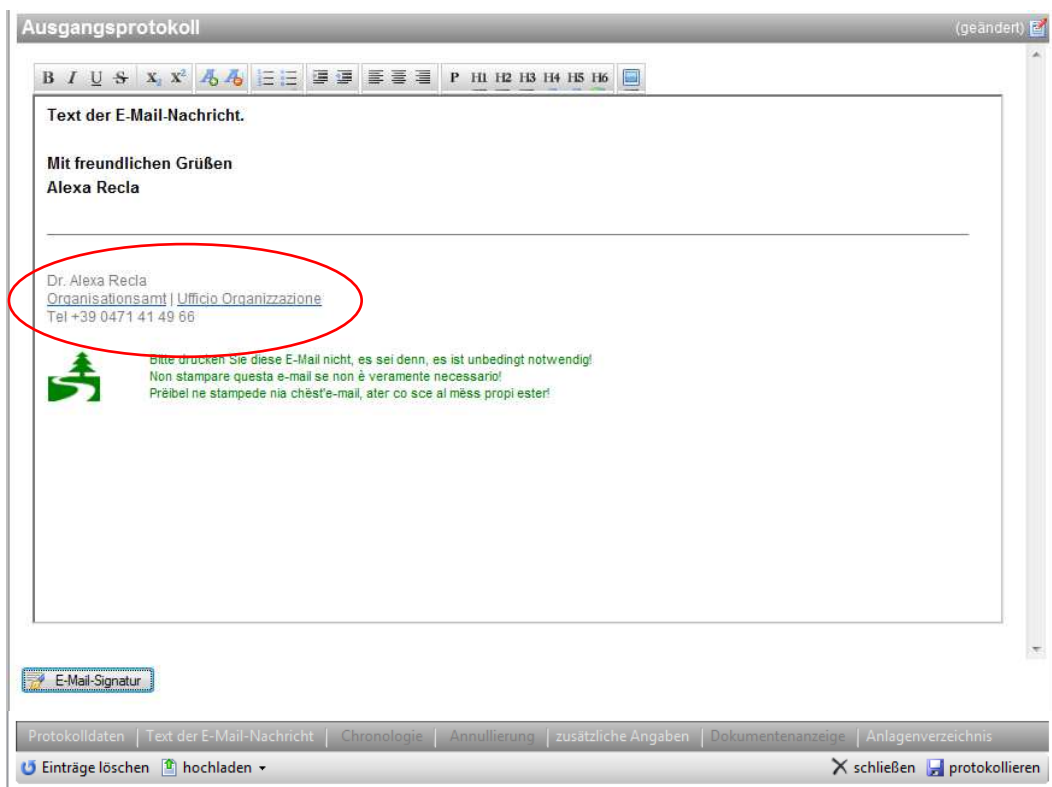 Ausgangsprotokoll (geändert)
B I U S X₂ X² A A P H1 H2 H3 H4 H5 H6
Text der E-Mail-Nachricht.
Mit freundlichen Grüßen
Alexa Recla
Dr. Alexa Recla
Organisationsamt | Ufficio Organizzazione
Tel +39 0471 41 49 66
Bitte drucken Sie diese E-Mail nicht, es sei denn, es ist unbedingt notwendig!
Non stampare questa e-mail se non è veramente necessario!
Prëibel ne stampede nia chëst'e-mail, ater co sce al mëss propi ester!
E-Mail-Signatur
Protokolldaten | Text der E-Mail-Nachricht | Chronologie | Annullierung | zusätzliche Angaben | Dokumentenanzeige | Anlagenverzeichnis
Einträge löschen hochladen schließen protokollieren